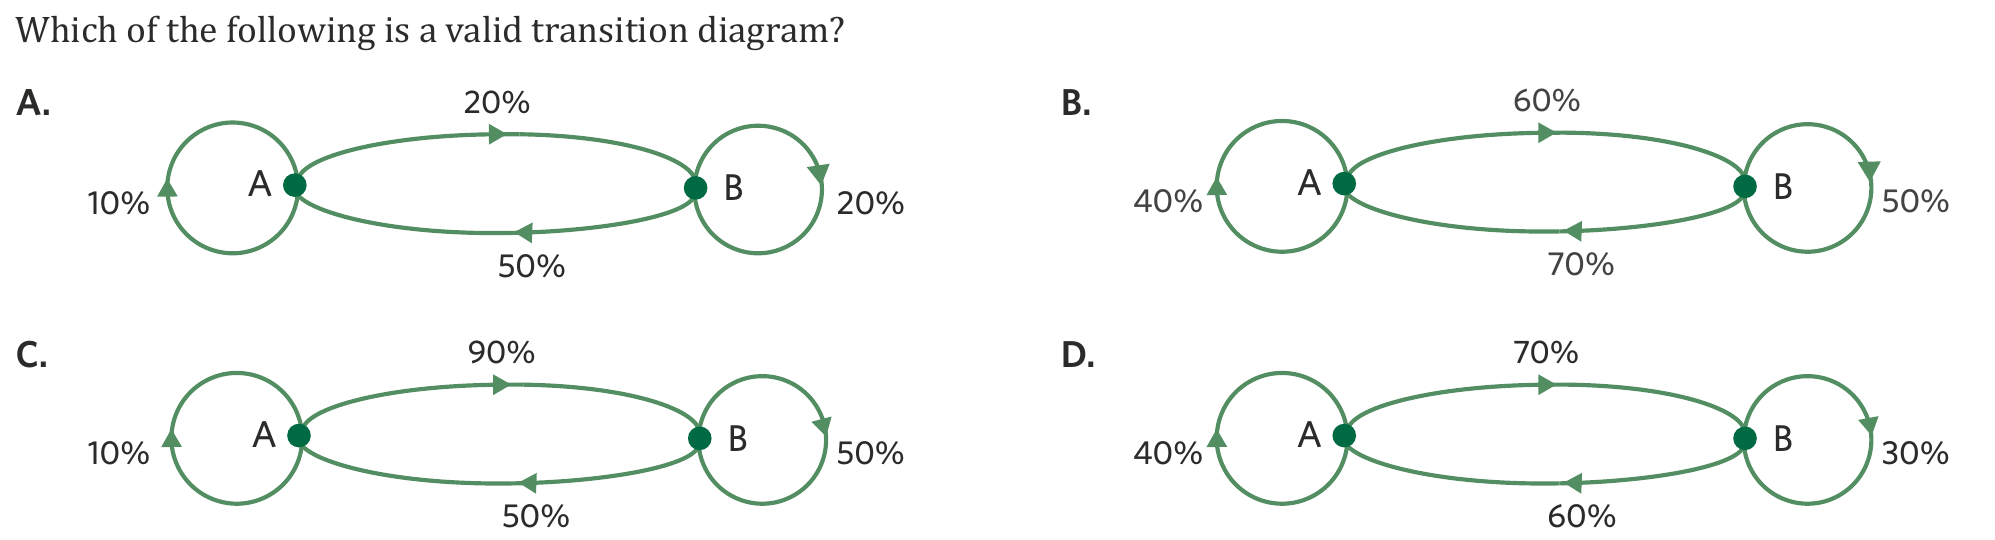 Which of the following is a valid transition diagram?
A.
20%
10%
A
B
20%
50%
B.
60%
40%
A
B
50%
70%
C.
90%
10%
A
B
50%
50%
D.
70%
40%
A
B
30%
60%